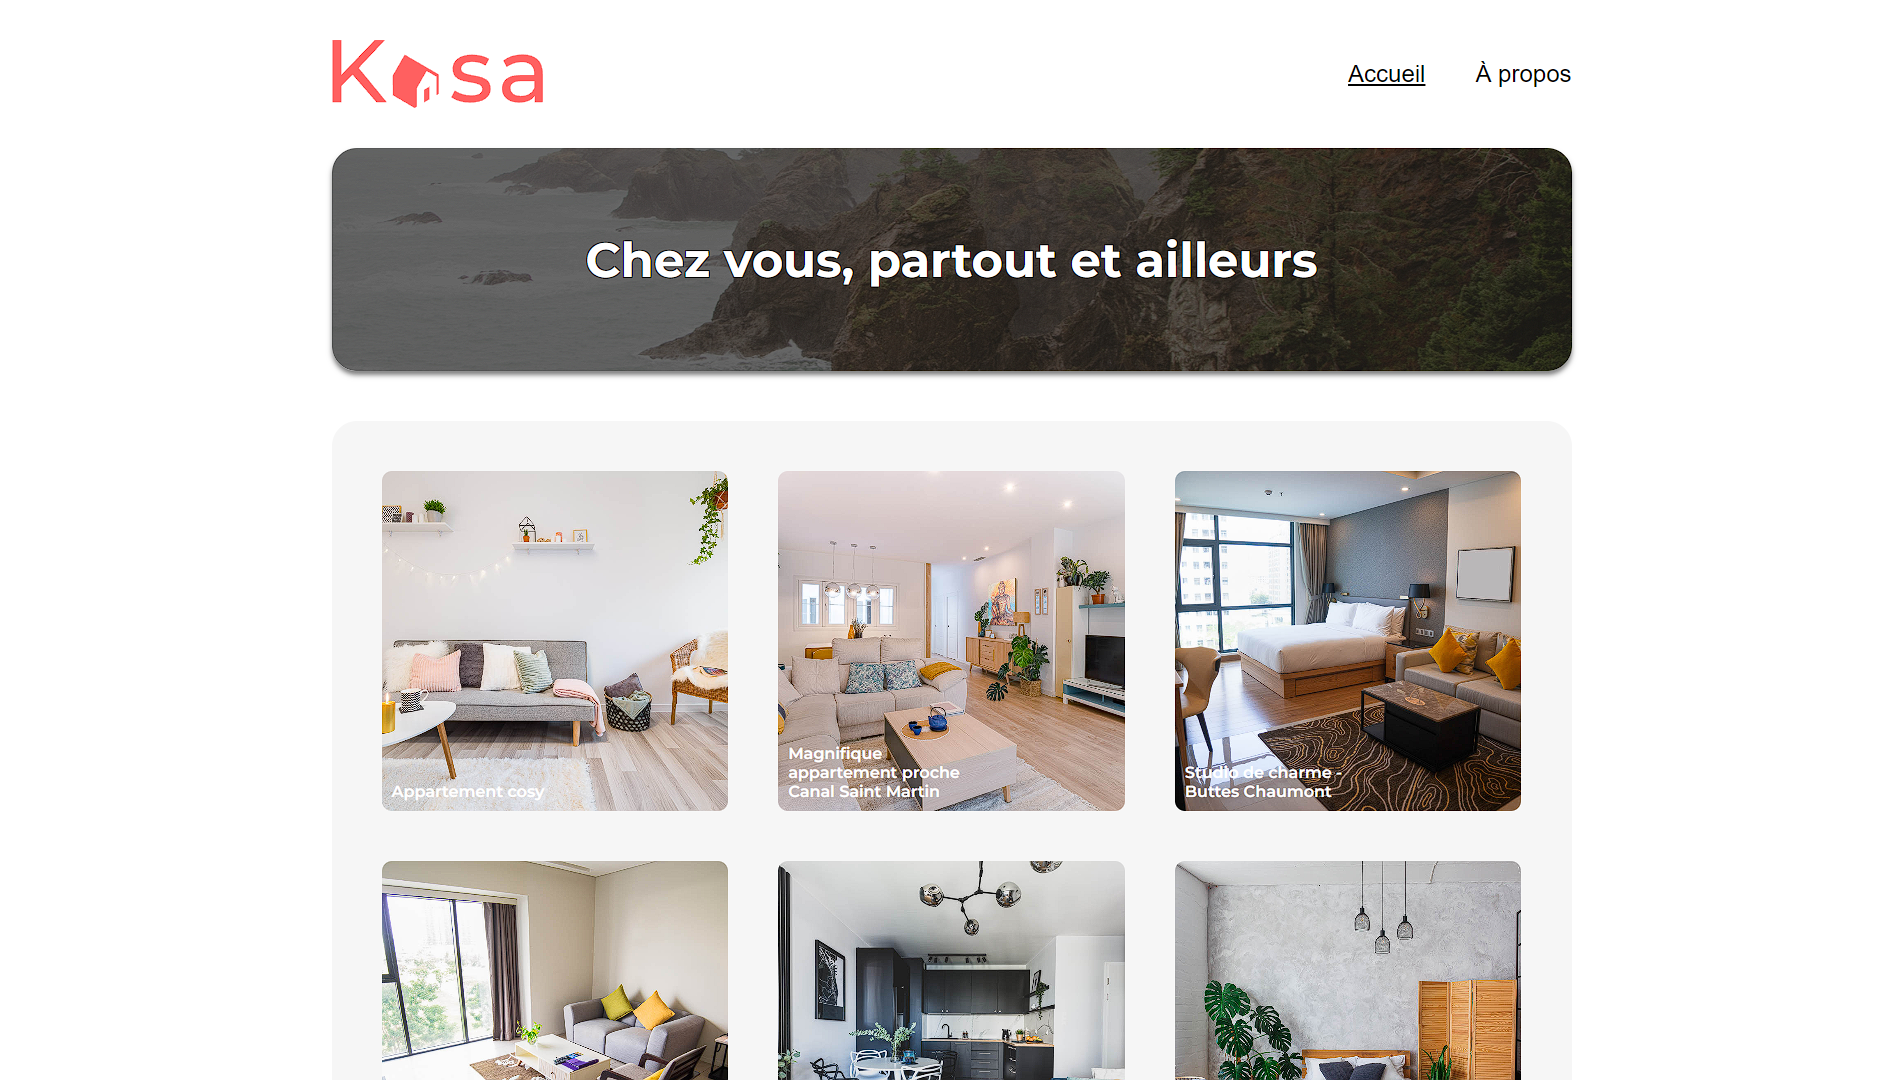 Kasa
Accueil
À propos
Chez vous, partout et ailleurs
Appartement cosy
Magnifique
appartement proche
Canal Saint Martin
Studio de charme -
Buttes Chaumont